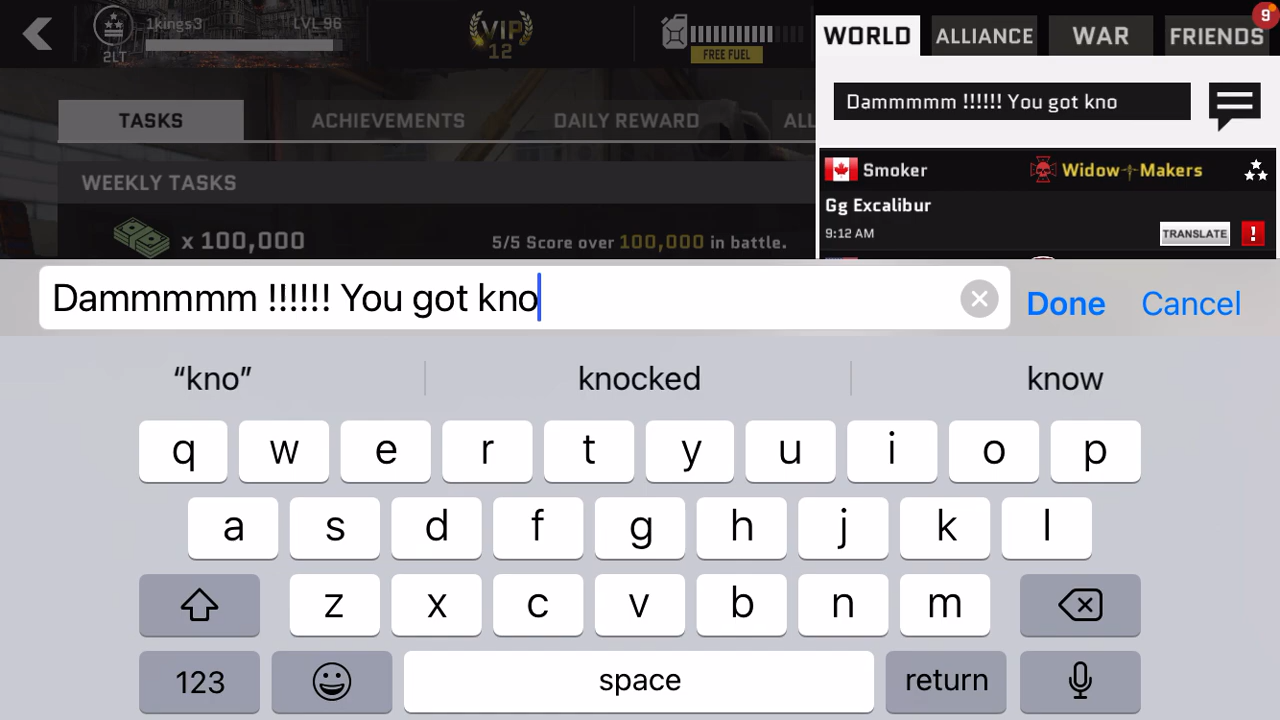 1kings3 LVL 96
2LT
VIP
12
FREE FUEL
9
WORLD ALLIANCE WAR FRIENDS
TASKS ACHIEVEMENTS DAILY REWARD ALL
Dammmmm !!!!!! You got kno
WEEKLY TASKS
x 100,000 5/5 Score over 100,000 in battle.
Smoker Widow Makers
Gg Excalibur
9:12 AM TRANSLATE !
Dammmmm !!!!!! You got kno Done Cancel
“kno” knocked know
q w e r t y u i o p
a s d f g h j k l
z x c v b n m
123 space return